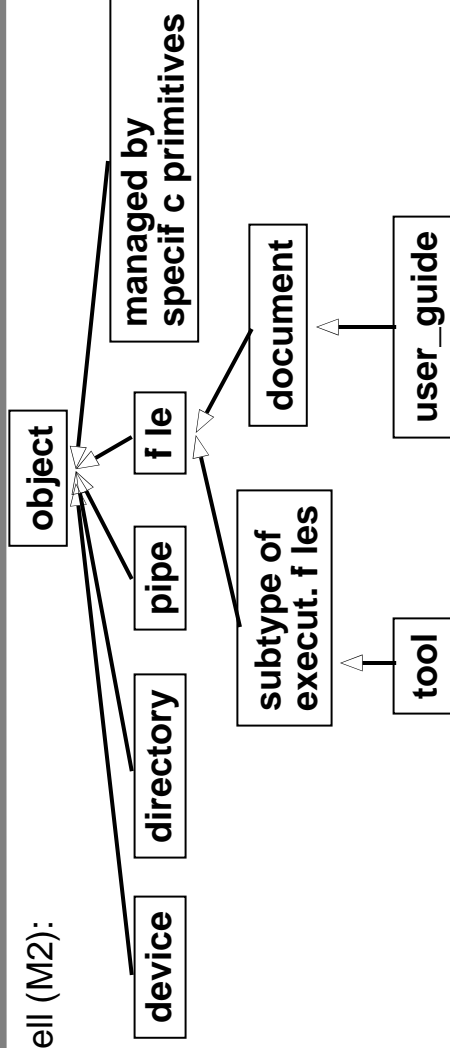 ell (M2):
object
device
directory
pipe
f le
managed by
specif c primitives
subtype of
execut. f les
document
tool
user_guide